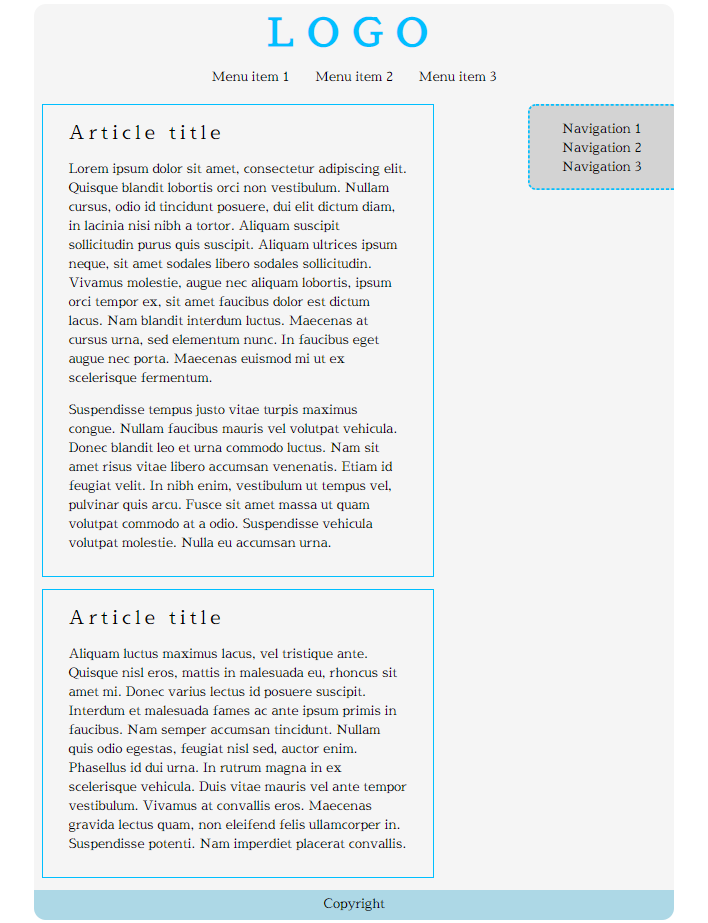 LOGO
Menu item 1 Menu item 2 Menu item 3
Article title
Lorem ipsum dolor sit amet, consectetur adipiscing elit.
Quisque blandit lobortis orci non vestibulum. Nullam
cursus, odio id tincidunt posuere, dui elit dictum diam,
in lacinia nisi nibh a tortor. Aliquam suscipit
sollicitudin purus quis suscipit. Aliquam ultrices ipsum
neque, sit amet sodales libero sodales sollicitudin.
Vivamus molestie, augue nec aliquam lobortis, ipsum
orci tempor ex, sit amet faucibus dolor est dictum
lacus. Nam blandit interdum luctus. Maecenas at
cursus urna, sed elementum nunc. In faucibus eget
augue nec porta. Maecenas euismod mi ut ex
scelerisque fermentum.
Suspendisse tempus justo vitae turpis maximus
congue. Nullam faucibus mauris vel volutpat vehicula.
Donec blandit leo et urna commodo luctus. Nam sit
amet risus vitae libero accumsan venenatis. Etiam id
feugiat velit. In nibh enim, vestibulum ut tempus vel,
pulvinar quis arcu. Fusce sit amet massa ut quam
volutpat commodo at a odio. Suspendisse vehicula
volutpat molestie. Nulla eu accumsan urna.
Article title
Aliquam luctus maximus lacus, vel tristique ante.
Quisque nisl eros, mattis in malesuada eu, rhoncus sit
amet mi. Donec varius lectus id posuere suscipit.
Interdum et malesuada fames ac ante ipsum primis in
faucibus. Nam semper accumsan tincidunt. Nullam
quis odio egestas, feugiat nisl sed, auctor enim.
Phasellus id dui urna. In rutrum magna in ex
scelerisque vehicula. Duis vitae mauris vel ante tempor
vestibulum. Vivamus at convallis eros. Maecenas
gravida lectus quam, non eleifend felis ullamcorper in.
Suspendisse potenti. Nam imperdiet placerat convallis.
Navigation 1
Navigation 2
Navigation 3
Copyright